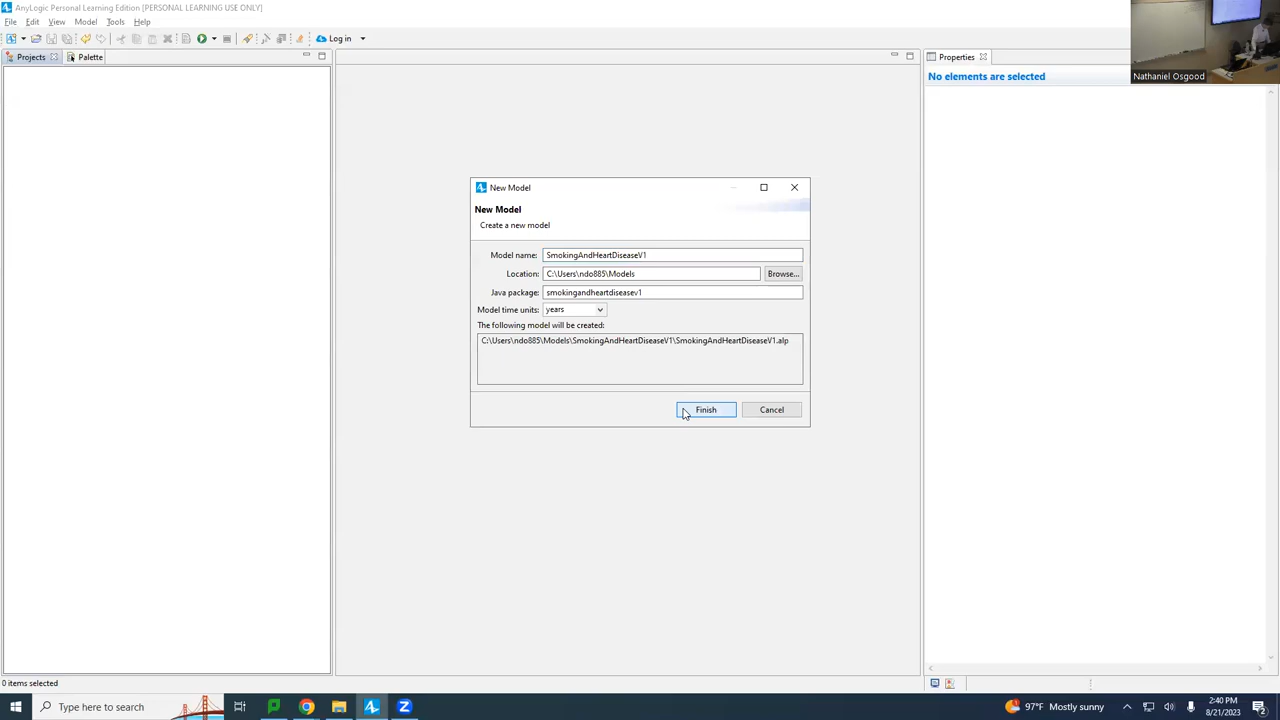 AnyLogic Personal Learning Edition [PERSONAL LEARNING USE ONLY]
File Edit View Model Tools Help
Log in
Projects Palette
Properties
No elements are selected
Nathaniel Osgood
New Model
New Model
Create a new model
Model name: SmokingAndHeartDiseaseV1
Location: C:\Users\ndo885\Models Browse...
Java package: smokingandheartdiseasev1
Model time units: years
The following model will be created:
C:\Users\ndo885\Models\SmokingAndHeartDiseaseV1\SmokingAndHeartDiseaseV1.alp
Finish Cancel
0 items selected
Type here to search
97°F Mostly sunny
2:40 PM
8/21/2023
2